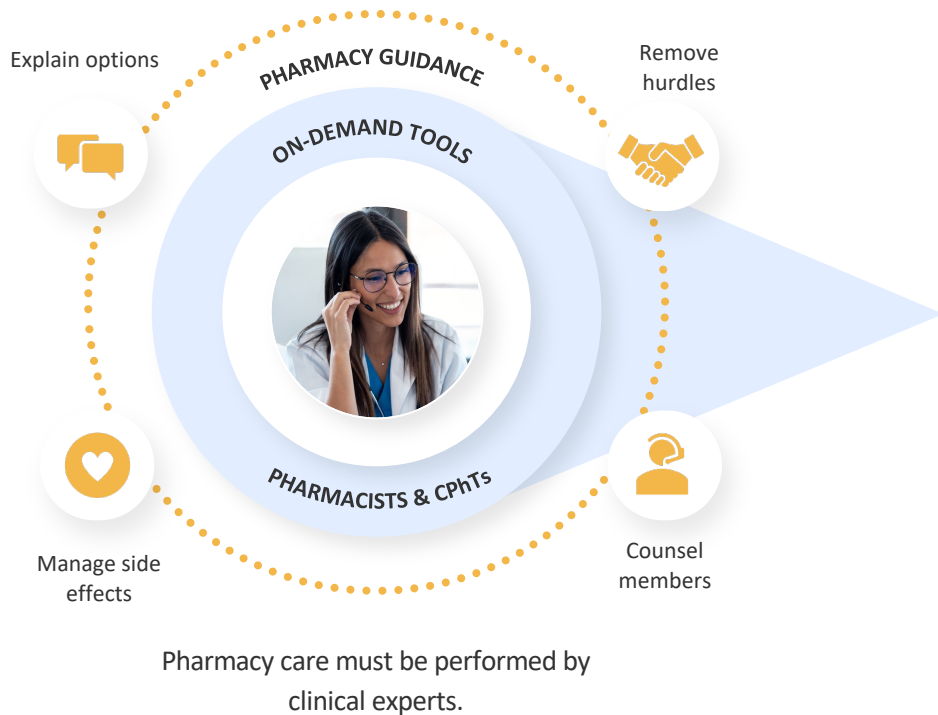 Explain options
PHARMACY GUIDANCE
Remove
hurdles
ON-DEMAND TOOLS
PHARMACISTS & CPhTs
Manage side
effects
Counsel
members
Pharmacy care must be performed by
clinical experts.